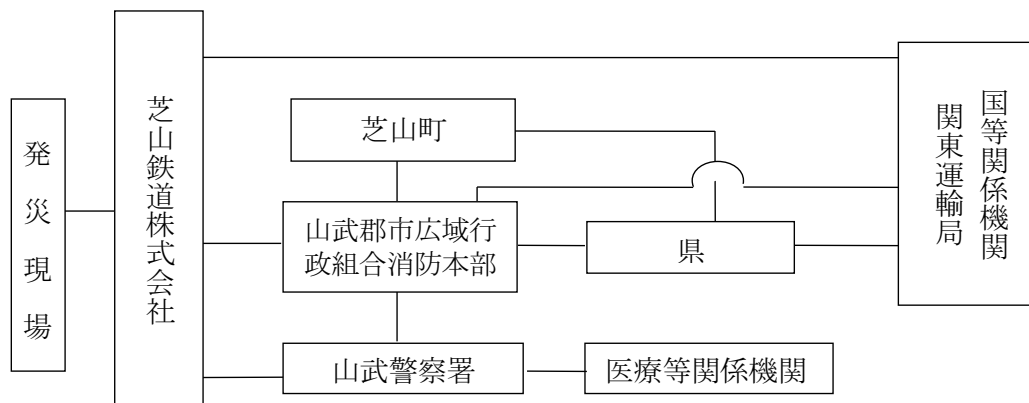 発災現場
芝山鉄道株式会社
芝山町
山武郡市広域行
政組合消防本部
県
山武警察署
医療等関係機関
国等関係機関
関東運輸局